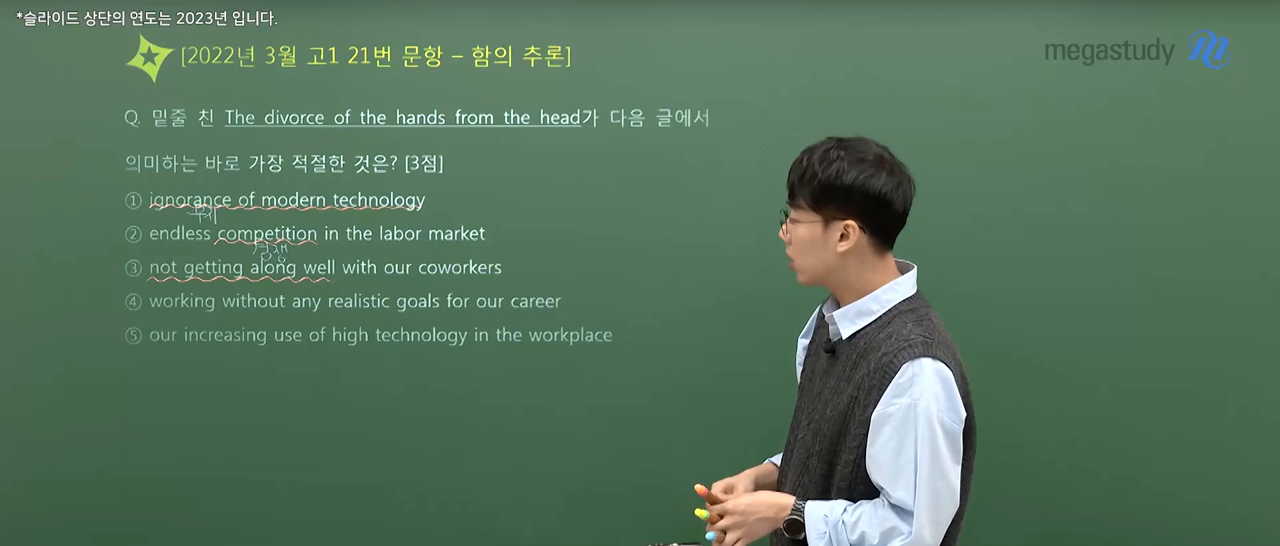 *슬라이드 상단의 연도는 2023년 입니다.
[2022년 3월 고1 21번 문항 – 함의 추론]
megastudy
Q. 밑줄 친 The divorce of the hands from the head가 다음 글에서
의미하는 바로 가장 적절한 것은? [3점]
① ignorance of modern technology
무지
② endless competition in the labor market
경쟁
③ not getting along well with our coworkers
④ working without any realistic goals for our career
⑤ our increasing use of high technology in the workplace